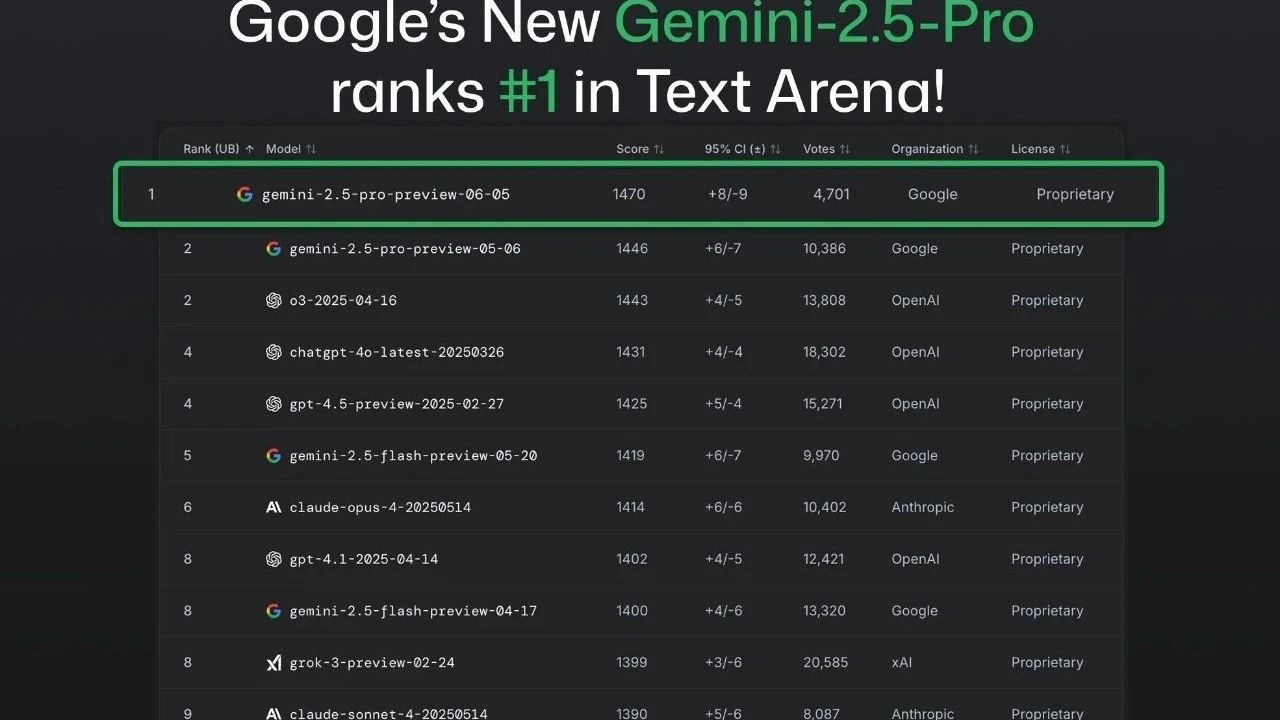 Google's New Gemini-2.5-Pro
ranks #1 in Text Arena!
Rank (UB) ↑ Model ↑↓ Score ↑↓ 95% CI (±) ↑↓ Votes ↑↓ Organization ↑↓ License ↑↓
1 gemini-2.5-pro-preview-06-05 1470 +8/-9 4,701 Google Proprietary
2 gemini-2.5-pro-preview-05-06 1446 +6/-7 10,386 Google Proprietary
2 o3-2025-04-16 1443 +4/-5 13,808 OpenAI Proprietary
4 chatgpt-4o-latest-20250326 1431 +4/-4 18,302 OpenAI Proprietary
4 gpt-4.5-preview-2025-02-27 1425 +5/-4 15,271 OpenAI Proprietary
5 gemini-2.5-flash-preview-05-20 1419 +6/-7 9,970 Google Proprietary
6 claude-opus-4-20250514 1414 +6/-6 10,402 Anthropic Proprietary
8 gpt-4.1-2025-04-14 1402 +4/-5 12,421 OpenAI Proprietary
8 gemini-2.5-flash-preview-04-17 1400 +4/-6 13,320 Google Proprietary
8 grok-3-preview-02-24 1399 +3/-6 20,585 xAI Proprietary
9 claude-sonnet-4-20250514 1390 +5/-6 8,087 Anthropic Proprietary